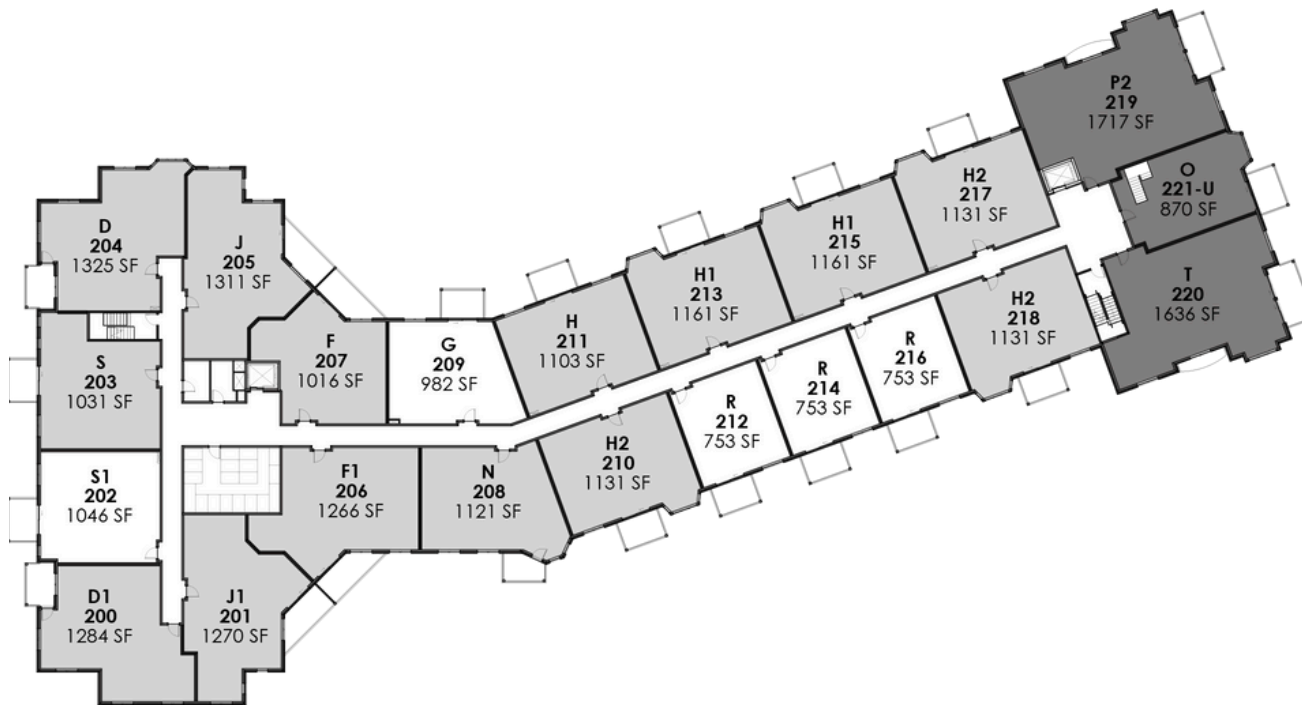 P2
219
1717 SF
O
221-U
870 SF
H2
217
1131 SF
D
204
1325 SF
J
205
1311 SF
H1
215
1161 SF
T
220
1636 SF
H1
213
1161 SF
H2
218
1131 SF
H
211
1103 SF
F
207
1016 SF
G
209
982 SF
R
216
753 SF
S
203
1031 SF
R
214
753 SF
R
212
753 SF
H2
210
1131 SF
F1
206
1266 SF
N
208
1121 SF
S1
202
1046 SF
D1
200
1284 SF
J1
201
1270 SF